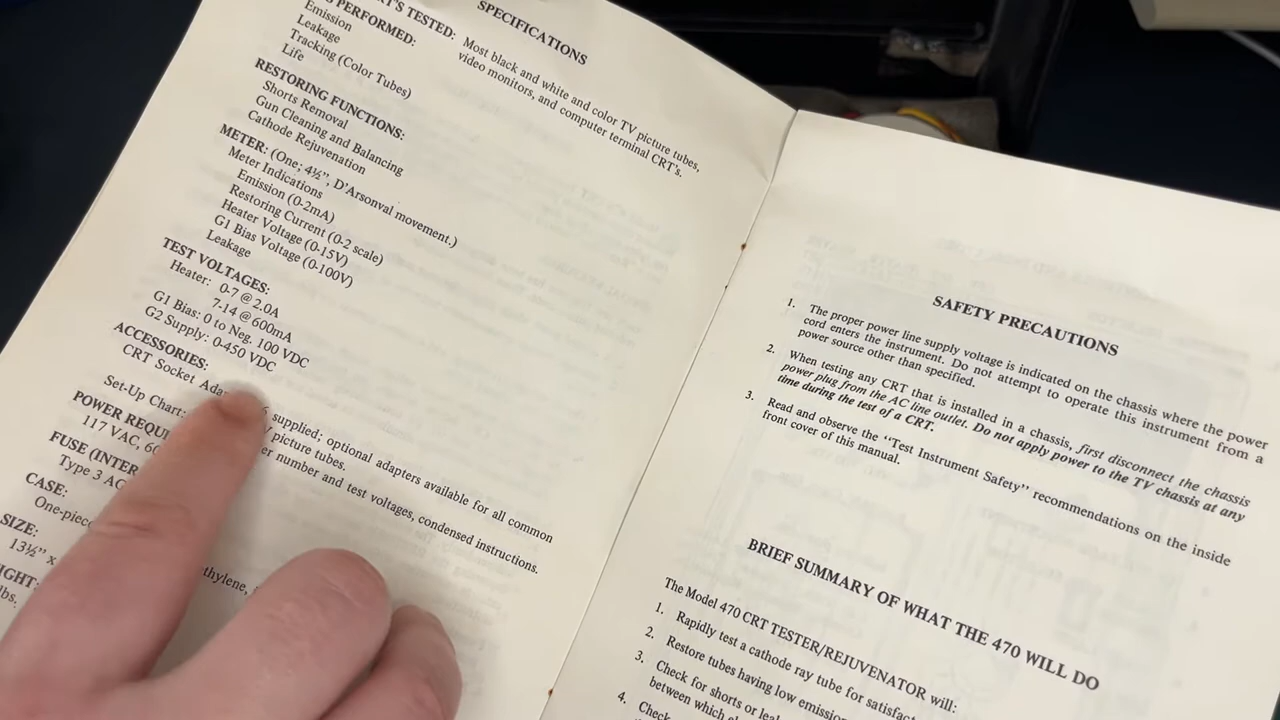 SPECIFICATIONS
TESTED: Most black and white and color TV picture tubes,
video monitors, and computer terminal CRT's.
PERFORMED:
Emission
Leakage
Tracking (Color Tubes)
Life
RESTORING FUNCTIONS:
Shorts Removal
Gun Cleaning and Balancing
Cathode Rejuvenation
METER: (One; 4½", D'Arsonval movement.)
Meter Indications
Emission (0-2mA)
Restoring Current (0-2 scale)
Heater Voltage (0-15V)
G1 Bias Voltage (0-100V)
Leakage
TEST VOLTAGES:
Heater: 0-7 @ 2.0A
7-14 @ 600mA
G1 Bias: 0 to Neg. 100 VDC
G2 Supply: 0-450 VDC
ACCESSORIES:
CRT Socket supplied; optional adapters available for all common
picture tubes.
Set-Up Chart: number and test voltages, condensed instructions.
POWER
117 VAC,
FUSE
Type 3
CASE:
SIZE:
13½" x
SAFETY PRECAUTIONS
1. The proper power line supply voltage is indicated on the chassis where the power
cord enters the instrument. Do not attempt to operate this instrument from a
power source other than specified.
2. When testing any CRT that is installed in a chassis, first disconnect the chassis
power plug from the AC line outlet. Do not apply power to the TV chassis at any
time during the test of a CRT.
3. Read and observe the "Test Instrument Safety" recommendations on the inside
front cover of this manual.
BRIEF SUMMARY OF WHAT THE 470 WILL DO
The Model 470 CRT TESTER/REJUVENATOR will:
1. Rapidly test a cathode ray tube for
2. Restore tubes having low
3. Check for shorts or
between which
4. Check